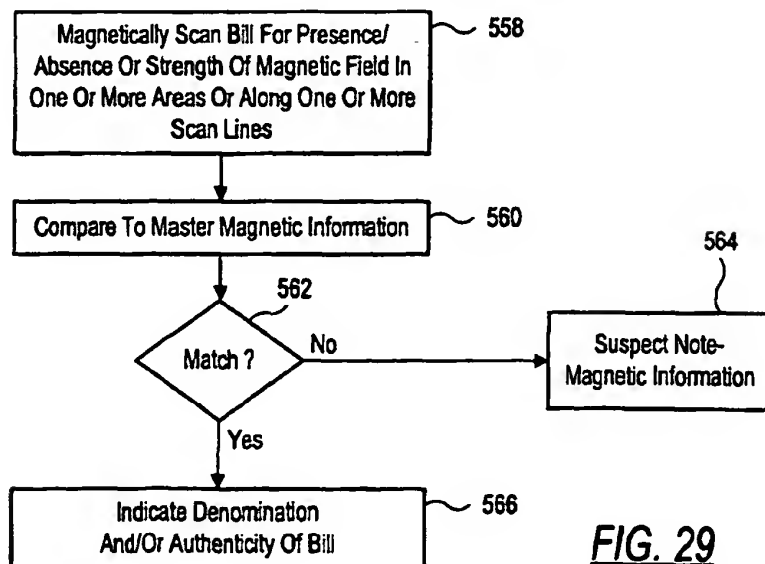 Magnetically Scan Bill For Presence/
Absence Or Strength Of Magnetic Field In
One Or More Areas Or Along One Or More
Scan Lines
558
Compare To Master Magnetic Information
560
562
Match ?
No
564
Suspect Note-
Magnetic Information
Yes
Indicate Denomination
And/Or Authenticity Of Bill
566
FIG. 29